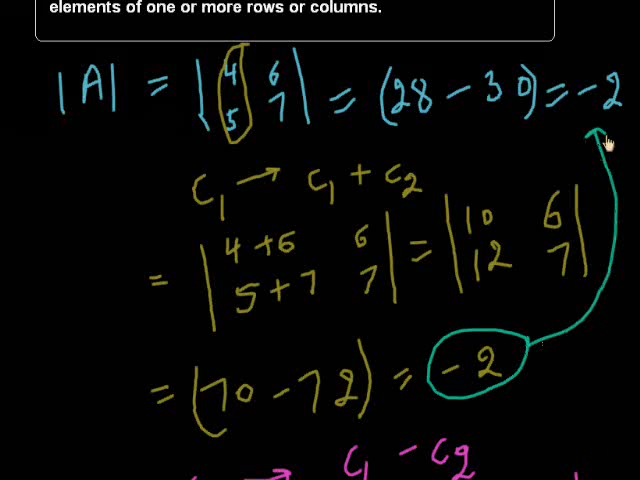 elements of one or more rows or columns.
|A| = |4 6 = (28 - 30) = -2
5 7|
C1 → C1 + C2
= |4+6 6 = |10 6
5+7 7| 12 7|
= (70 - 72) = -2
→ C1 - C2